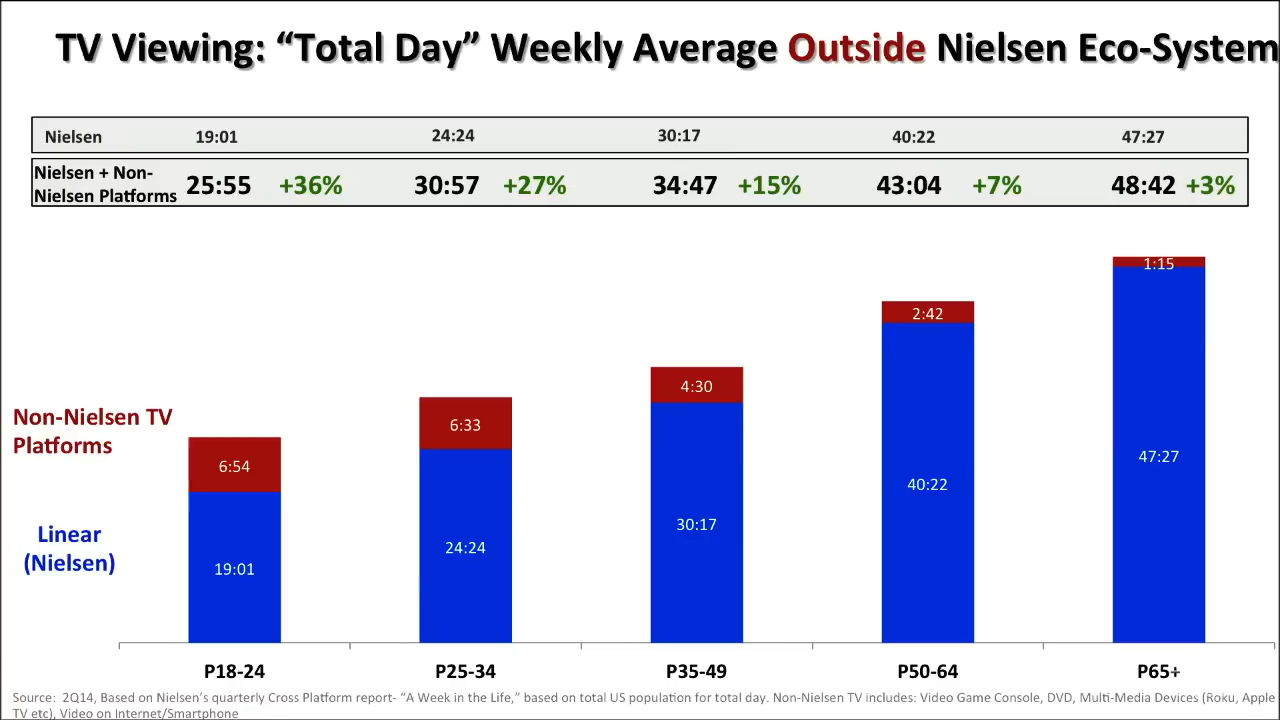 TV Viewing: “Total Day” Weekly Average Outside Nielsen Eco-System
Nielsen 19:01 24:24 30:17 40:22 47:27
Nielsen + Non-
Nielsen Platforms 25:55 +36% 30:57 +27% 34:47 +15% 43:04 +7% 48:42 +3%
1:15
2:42
4:30
Non-Nielsen TV
Platforms
6:33
6:54
47:27
40:22
30:17
24:24
19:01
Linear
(Nielsen)
P18-24 P25-34 P35-49 P50-64 P65+
Source: 2Q14, Based on Nielsen’s quarterly Cross Platform report- “A Week in the Life,” based on total US population for total day. Non-Nielsen TV includes: Video Game Console, DVD, Multi-Media Devices (Roku, Apple
TV etc), Video on Internet/Smartphone